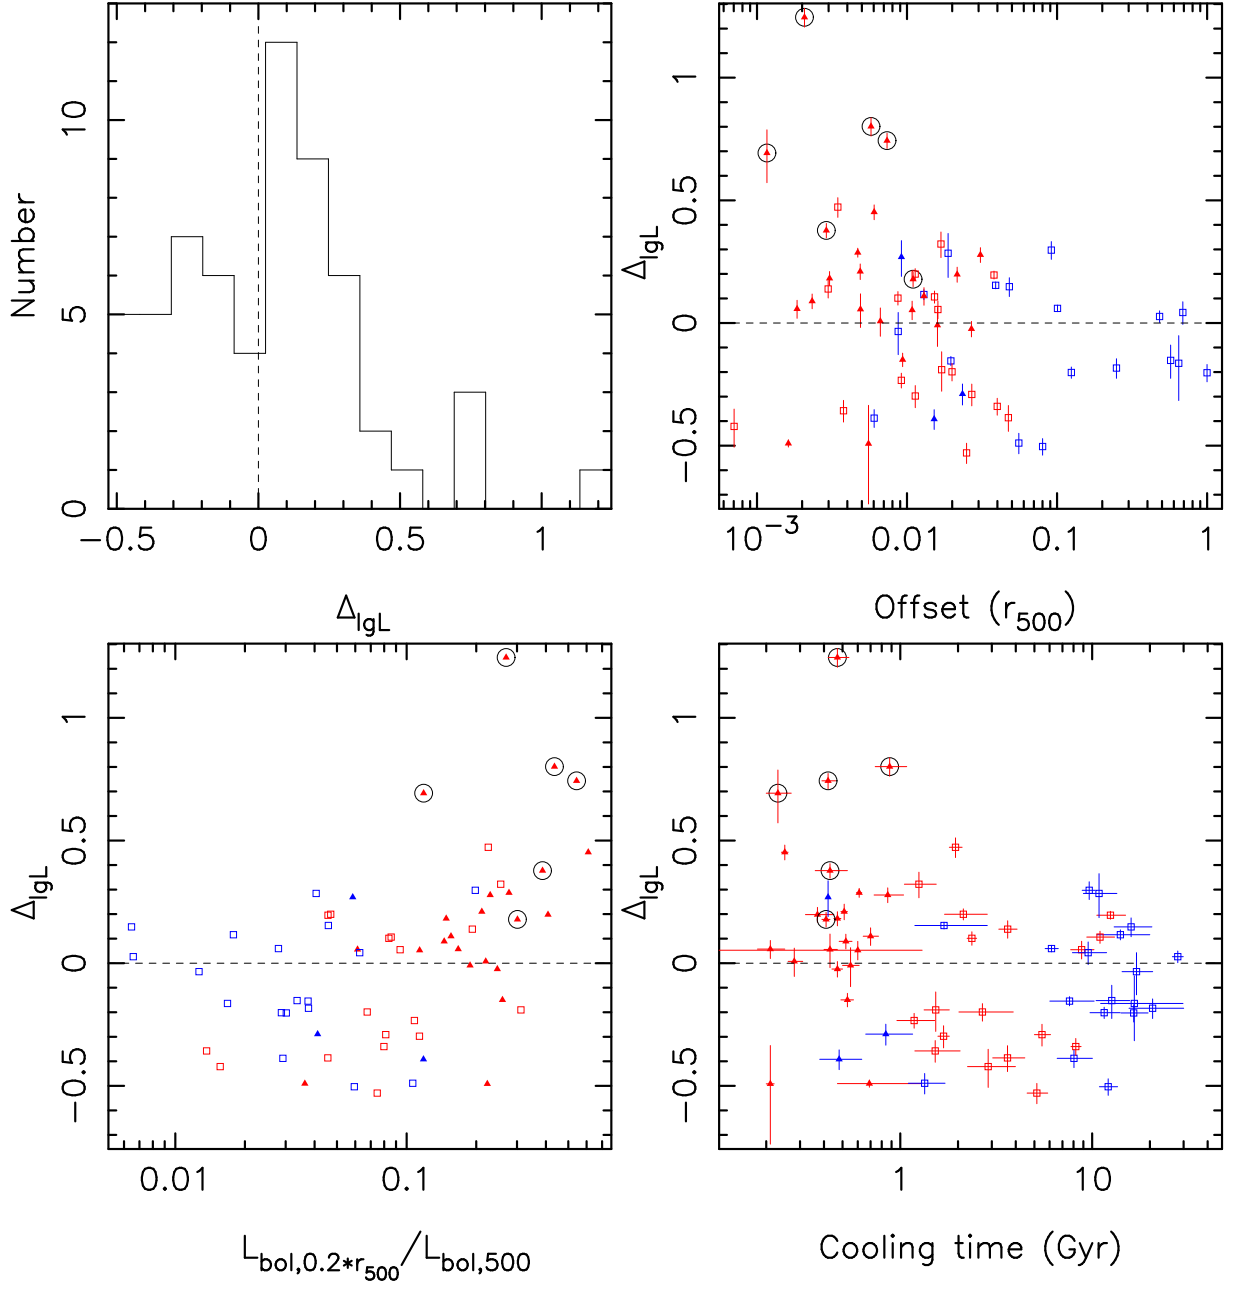 Number
10
5
0
−0.5 0 0.5 1
Δ_lgL
Δ_lgL
1
0.5
0
−0.5
10^−3 0.01 0.1 1
Offset (r_500)
Δ_lgL
1
0.5
0
−0.5
0.01 0.1
L_bol,0.2*r_500/L_bol,500
Δ_lgL
1
0.5
0
−0.5
1 10
Cooling time (Gyr)